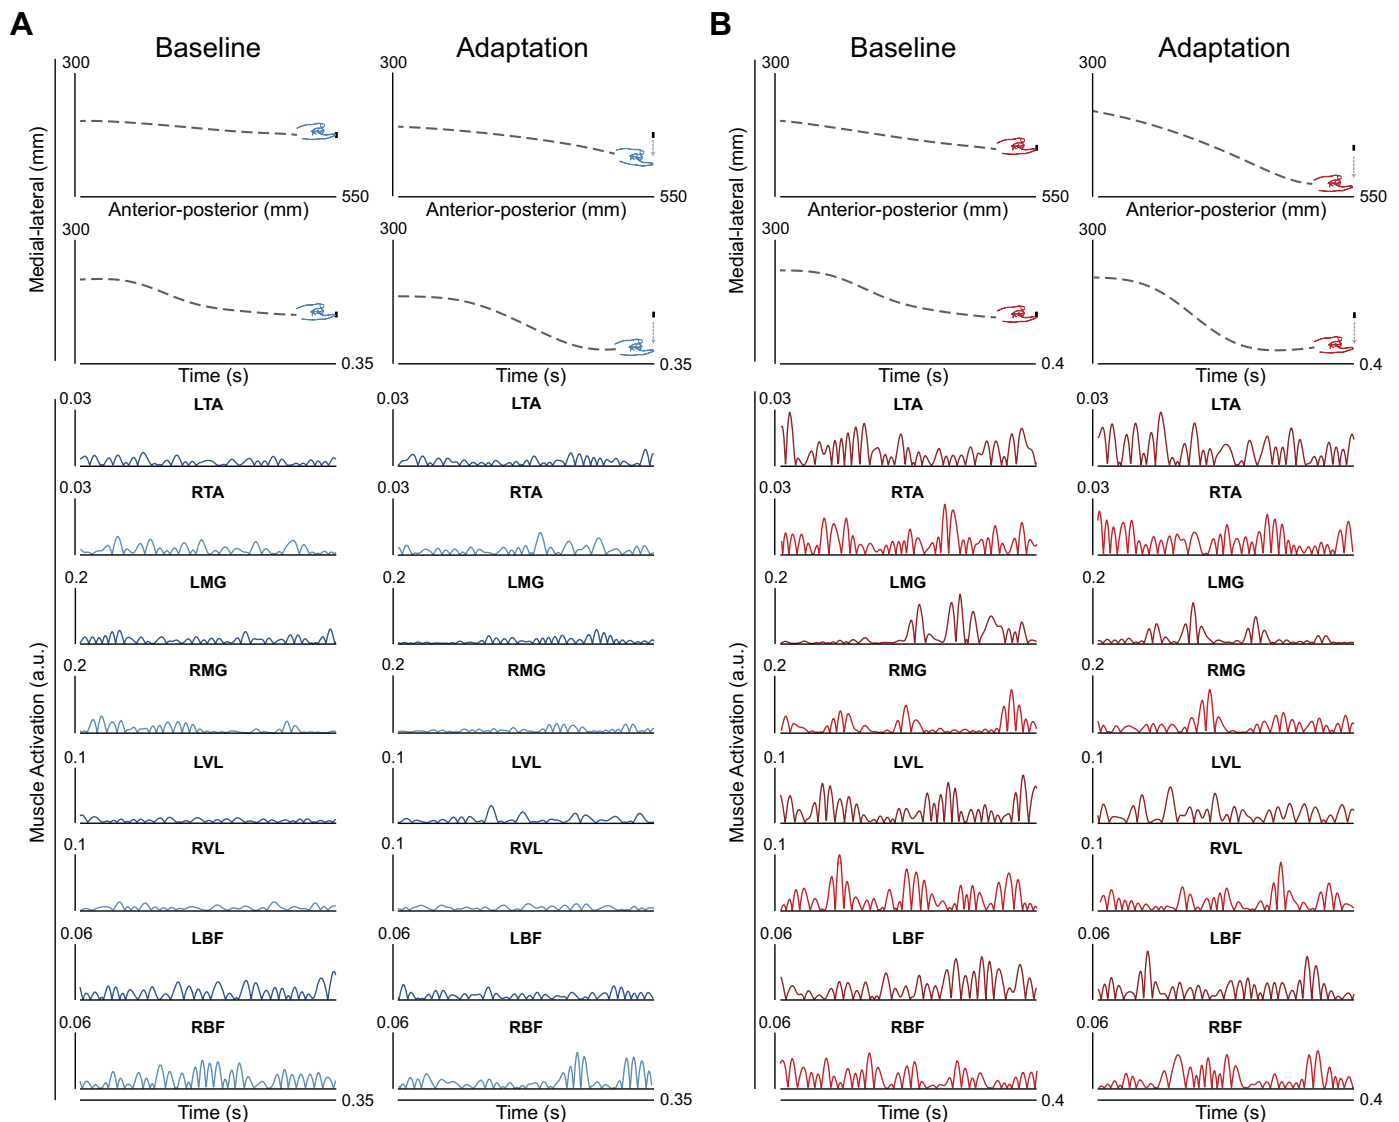 A
B
Baseline
Adaptation
Baseline
Adaptation
300
300
300
300
Medial-lateral (mm)
Medial-lateral (mm)
550
550
550
550
Anterior-posterior (mm)
Anterior-posterior (mm)
Anterior-posterior (mm)
Anterior-posterior (mm)
300
300
300
300
0.35
0.35
0.4
0.4
Time (s)
Time (s)
Time (s)
Time (s)
Muscle Activation (a.u.)
Muscle Activation (a.u.)
0.03
LTA
0.03
LTA
0.03
LTA
0.03
LTA
0.03
RTA
0.03
RTA
0.03
RTA
0.03
RTA
0.2
LMG
0.2
LMG
0.2
LMG
0.2
LMG
0.2
RMG
0.2
RMG
0.2
RMG
0.2
RMG
0.1
LVL
0.1
LVL
0.1
LVL
0.1
LVL
0.1
RVL
0.1
RVL
0.1
RVL
0.1
RVL
0.06
LBF
0.06
LBF
0.06
LBF
0.06
LBF
0.06
RBF
0.06
RBF
0.06
RBF
0.06
RBF
0.35
0.35
0.4
0.4
Time (s)
Time (s)
Time (s)
Time (s)